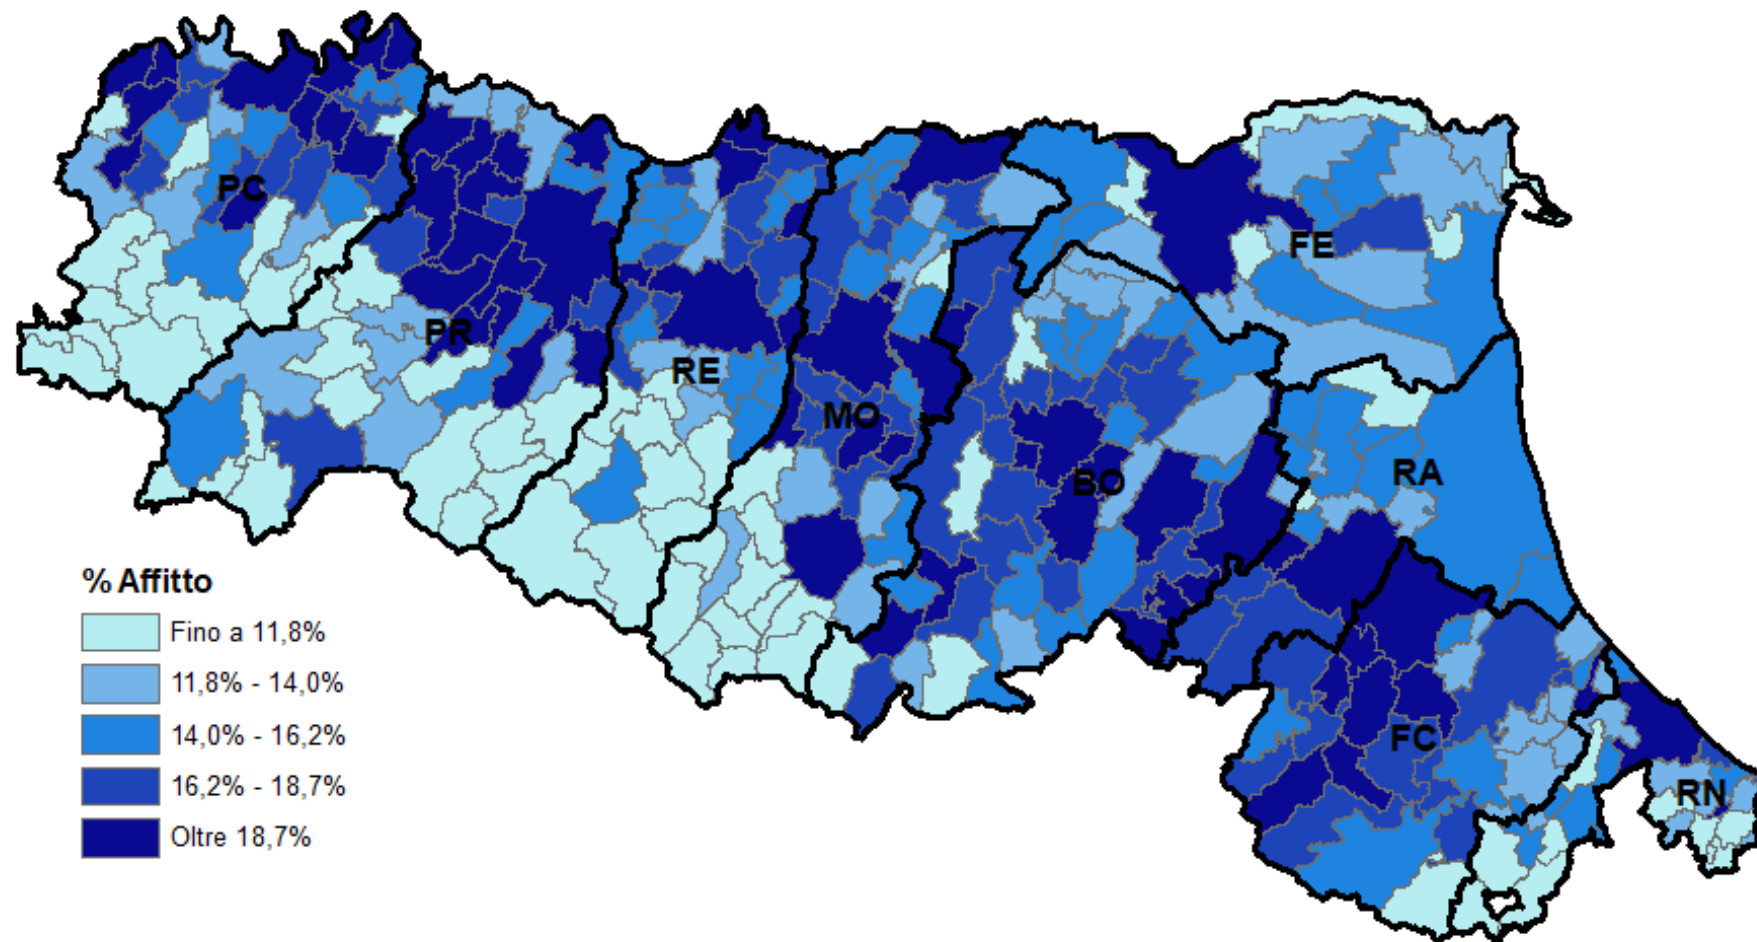 PC
FE
PR
RE
MO
BO
RA
% Affitto
Fino a 11,8%
11,8% - 14,0%
14,0% - 16,2%
16,2% - 18,7%
Oltre 18,7%
FC
RN